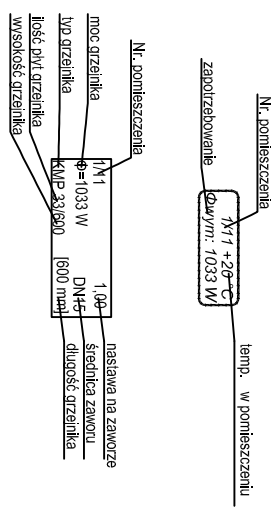 Nr. pomieszczenia
temp. w pomieszczeniu
1/11 +20 °C
Φwym: 1033 W
zapotrzebowanie
Nr. pomieszczenia
1/11 1,00
nastawa na zaworze
moc grzejnika
Φ=1033 W DN15
średnica zaworu
typ grzejnika
KMP 33/600 [600 mm]
długość grzejnika
ilość płyt grzejnika
wysokość grzejnika